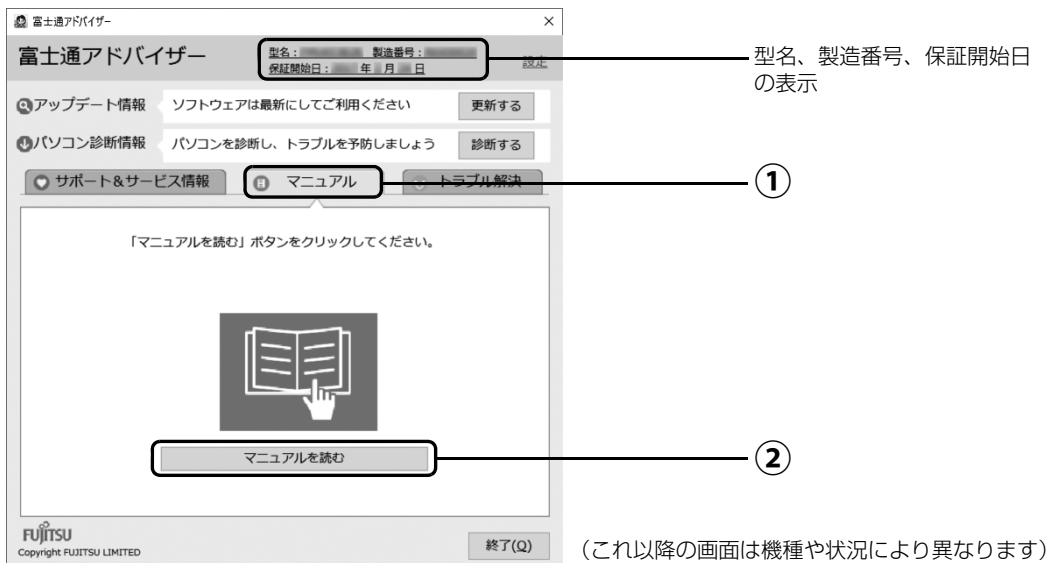 富士通アドバイザー
富士通アドバイザー
型名： 製造番号：
保証開始日： 年 月 日
設定
型名、製造番号、保証開始日
の表示
アップデート情報
ソフトウェアは最新にしてご利用ください
更新する
パソコン診断情報
パソコンを診断し、トラブルを予防しましょう
診断する
サポート&サービス情報
マニュアル
トラブル解決
①
「マニュアルを読む」ボタンをクリックしてください。
マニュアルを読む
②
FUJITSU
Copyright FUJITSU LIMITED
終了(Q)
（これ以降の画面は機種や状況により異なります）